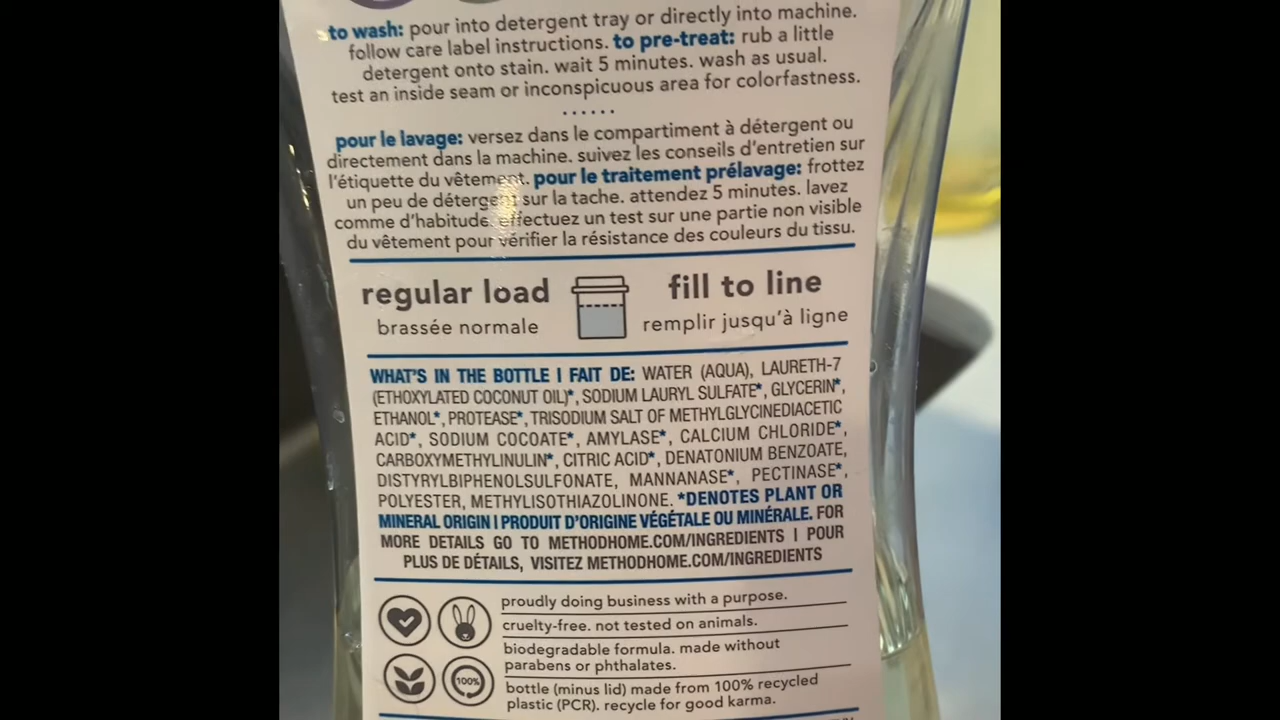 to wash: pour into detergent tray or directly into machine.
follow care label instructions. to pre-treat: rub a little
detergent onto stain. wait 5 minutes. wash as usual.
test an inside seam or inconspicuous area for colorfastness.
......
pour le lavage: versez dans le compartiment à détergent ou
directement dans la machine. suivez les conseils d'entretien sur
l'étiquette du vêtement. pour le traitement prélavage: frottez
un peu de détergent sur la tache. attendez 5 minutes. lavez
comme d'habitude. effectuez un test sur une partie non visible
du vêtement pour vérifier la résistance des couleurs du tissu.
regular load
brassée normale
fill to line
remplir jusqu'à ligne
WHAT'S IN THE BOTTLE I FAIT DE: WATER (AQUA), LAURETH-7
(ETHOXYLATED COCONUT OIL)*, SODIUM LAURYL SULFATE*, GLYCERIN*,
ETHANOL*, PROTEASE*, TRISODIUM SALT OF METHYLGLYCINEDIACETIC
ACID*, SODIUM COCOATE*, AMYLASE*, CALCIUM CHLORIDE*,
CARBOXYMETHYLINULIN*, CITRIC ACID*, DENATONIUM BENZOATE,
DISTYRYLBIPHENOLSULFONATE, MANNANASE*, PECTINASE*,
POLYESTER, METHYLISOTHIAZOLINONE. *DENOTES PLANT OR
MINERAL ORIGIN I PRODUIT D'ORIGINE VÉGÉTALE OU MINÉRALE. FOR
MORE DETAILS GO TO METHODHOME.COM/INGREDIENTS I POUR
PLUS DE DÉTAILS, VISITEZ METHODHOME.COM/INGREDIENTS
proudly doing business with a purpose.
cruelty-free. not tested on animals.
biodegradable formula. made without
parabens or phthalates.
100%
bottle (minus lid) made from 100% recycled
plastic (PCR). recycle for good karma.